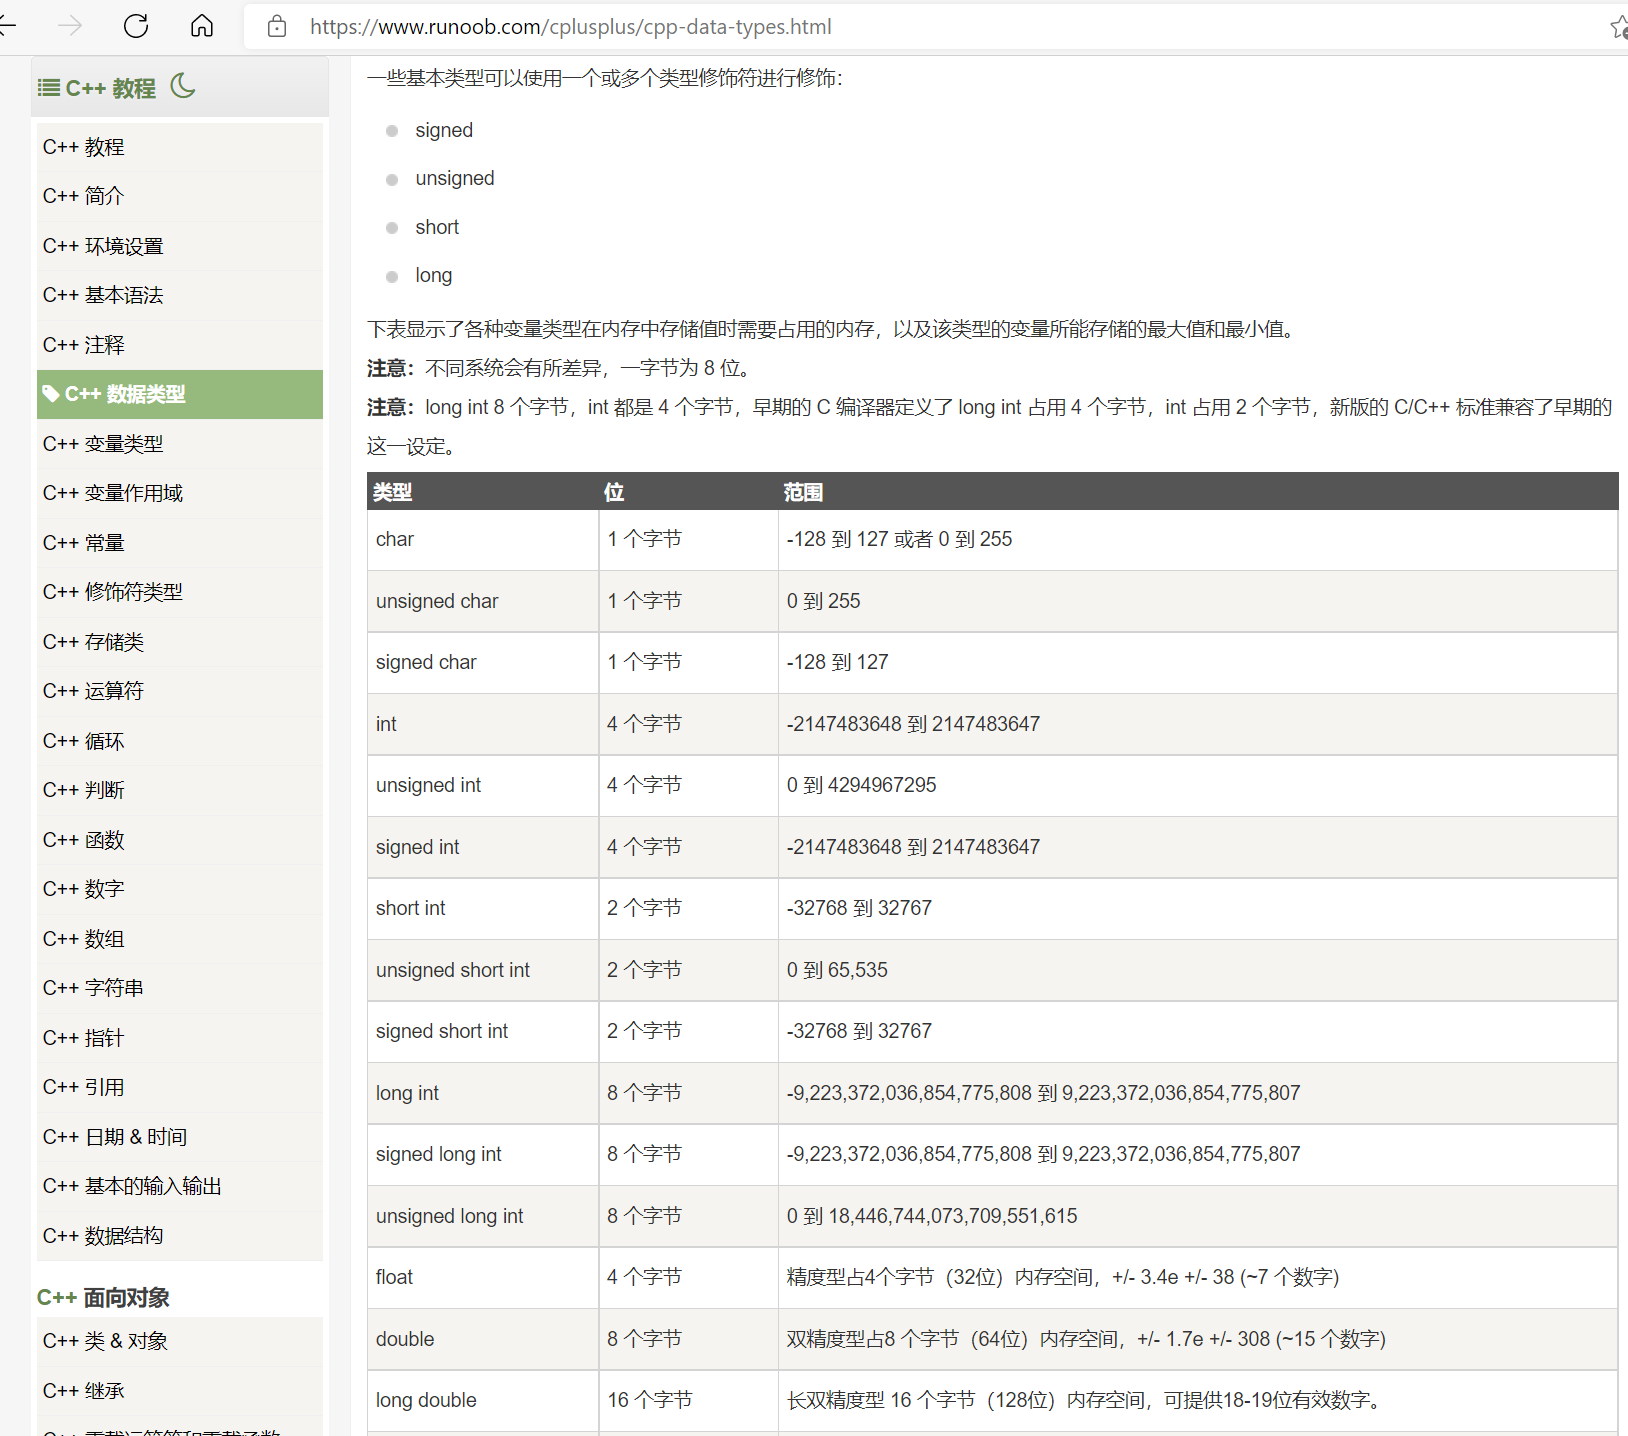 https://www.runoob.com/cplusplus/cpp-data-types.html
C++ 教程
C++ 教程
C++ 简介
C++ 环境设置
C++ 基本语法
C++ 注释
C++ 数据类型
C++ 变量类型
C++ 变量作用域
C++ 常量
C++ 修饰符类型
C++ 存储类
C++ 运算符
C++ 循环
C++ 判断
C++ 函数
C++ 数字
C++ 数组
C++ 字符串
C++ 指针
C++ 引用
C++ 日期 & 时间
C++ 基本的输入输出
C++ 数据结构
C++ 面向对象
C++ 类 & 对象
C++ 继承
C++ 重载运算符和重载函数
一些基本类型可以使用一个或多个类型修饰符进行修饰：
signed
unsigned
short
long
下表显示了各种变量类型在内存中存储值时需要占用的内存，以及该类型的变量所能存储的最大值和最小值。
注意：不同系统会有所差异，一字节为 8 位。
注意：long int 8 个字节，int 都是 4 个字节，早期的 C 编译器定义了 long int 占用 4 个字节，int 占用 2 个字节，新版的 C/C++ 标准兼容了早期的
这一设定。
类型 位 范围
char 1 个字节 -128 到 127 或者 0 到 255
unsigned char 1 个字节 0 到 255
signed char 1 个字节 -128 到 127
int 4 个字节 -2147483648 到 2147483647
unsigned int 4 个字节 0 到 4294967295
signed int 4 个字节 -2147483648 到 2147483647
short int 2 个字节 -32768 到 32767
unsigned short int 2 个字节 0 到 65,535
signed short int 2 个字节 -32768 到 32767
long int 8 个字节 -9,223,372,036,854,775,808 到 9,223,372,036,854,775,807
signed long int 8 个字节 -9,223,372,036,854,775,808 到 9,223,372,036,854,775,807
unsigned long int 8 个字节 0 到 18,446,744,073,709,551,615
float 4 个字节 精度型占4个字节（32位）内存空间，+/- 3.4e +/- 38 (~7 个数字)
double 8 个字节 双精度型占8 个字节（64位）内存空间，+/- 1.7e +/- 308 (~15 个数字)
long double 16 个字节 长双精度型 16 个字节（128位）内存空间，可提供18-19位有效数字。